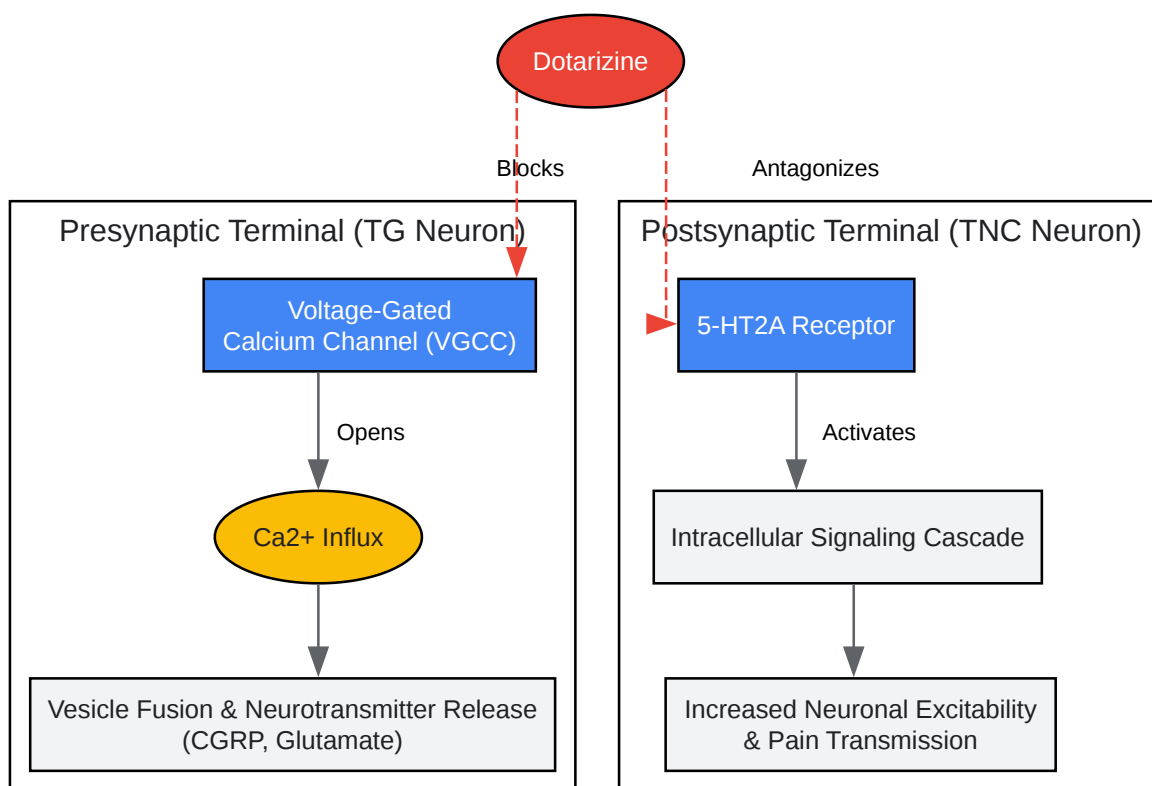 Dotarizine
Blocks
Antagonizes
Presynaptic Terminal (TG Neuron)
Voltage-Gated
Calcium Channel (VGCC)
Opens
Ca2+ Influx
Vesicle Fusion & Neurotransmitter Release
(CGRP, Glutamate)
Postsynaptic Terminal (TNC Neuron)
5-HT2A Receptor
Activates
Intracellular Signaling Cascade
Increased Neuronal Excitability
& Pain Transmission